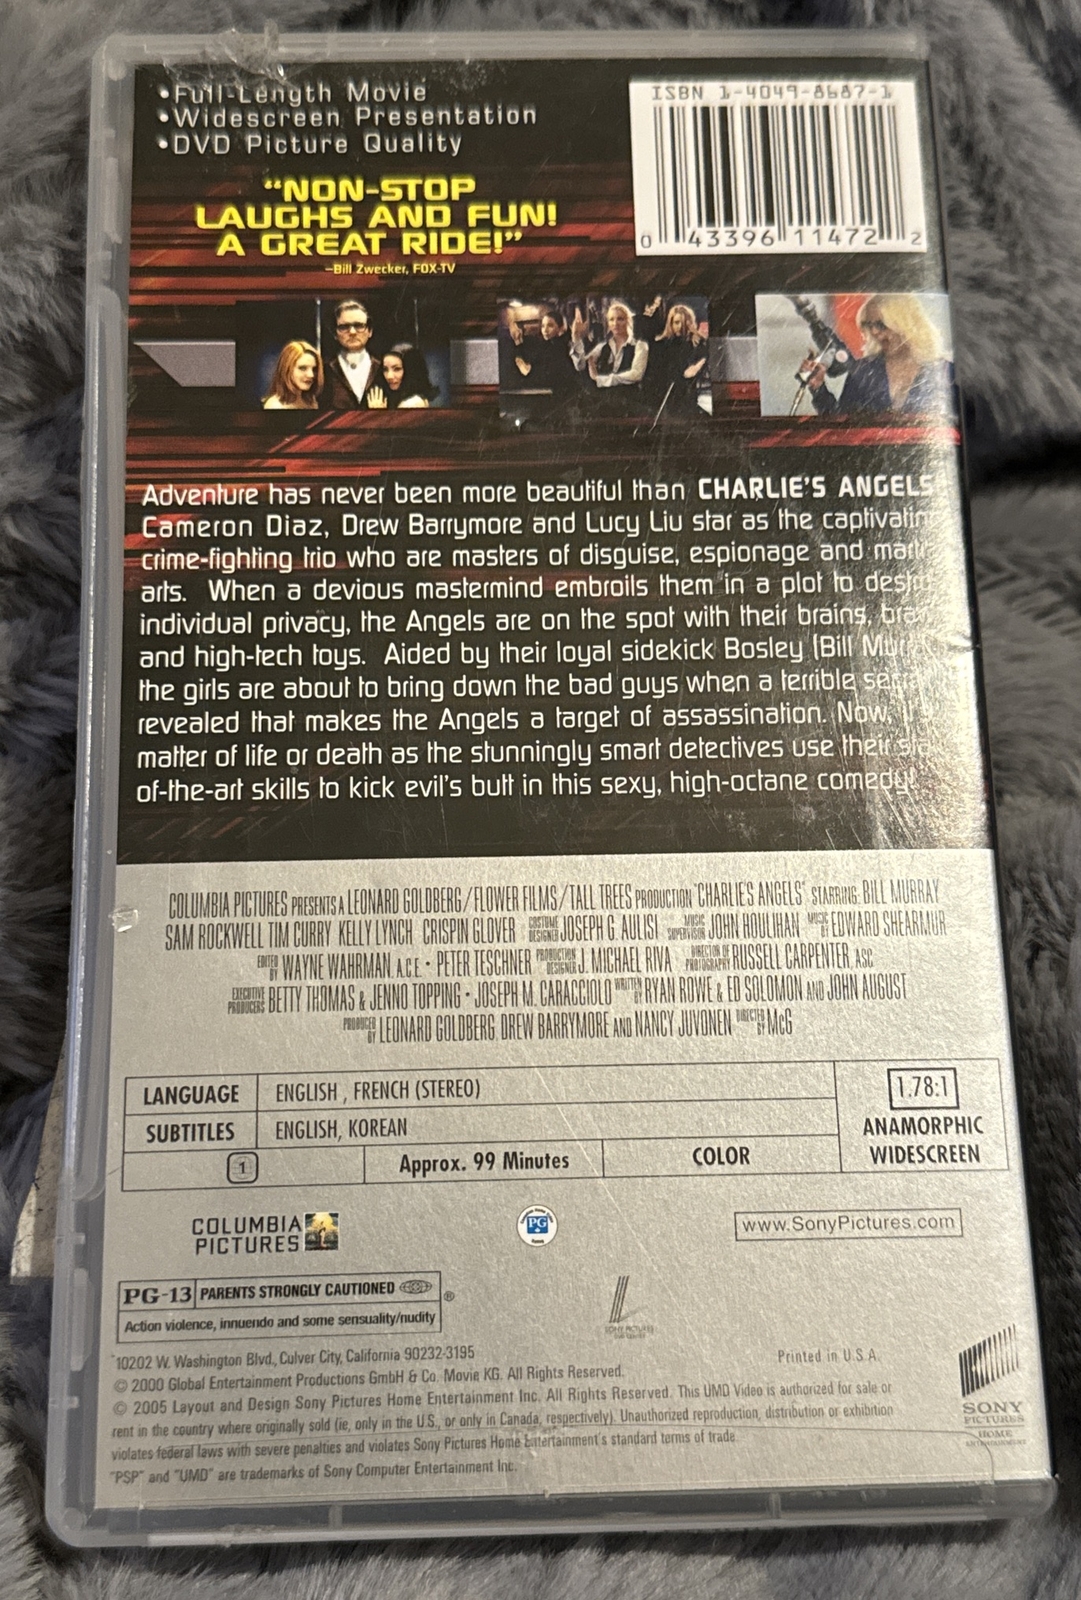 •Full-Length Movie
•Widescreen Presentation
•DVD Picture Quality
ISBN 1-4049-8687-1
0 43396 11472 2
“NON-STOP
LAUGHS AND FUN!
A GREAT RIDE!”
–Bill Zwecker, FOX-TV
Adventure has never been more beautiful than CHARLIE'S ANGELS
Cameron Diaz, Drew Barrymore and Lucy Liu star as the captivatin
crime-fighting trio who are masters of disguise, espionage and
arts. When a devious mastermind embroils them in a plot to
individual privacy, the Angels are on the spot with their brains,
and high-tech toys. Aided by their loyal sidekick Bosley (Bill
the girls are about to bring down the bad guys when a terrible
revealed that makes the Angels a target of assassination. Now,
matter of life or death as the stunningly smart detectives use their
of-the-art skills to kick evil's butt in this sexy, high-octane comedy!
COLUMBIA PICTURES PRESENTS A LEONARD GOLDBERG/FLOWER FILMS/TALL TREES PRODUCTION "CHARLIE'S ANGELS" STARRING BILL MURRAY
SAM ROCKWELL TIM CURRY KELLY LYNCH CRISPIN GLOVER COSTUME DESIGNER JOSEPH G. AULISI MUSIC SUPERVISOR JOHN HOULIHAN MUSIC BY EDWARD SHEARMUR
EDITED BY WAYNE WAHRMAN, A.C.E. • PETER TESCHNER PRODUCTION DESIGNER J. MICHAEL RIVA DIRECTOR OF PHOTOGRAPHY RUSSELL CARPENTER, ASC
EXECUTIVE PRODUCERS BETTY THOMAS & JENNO TOPPING • JOSEPH M. CARACCIOLO WRITTEN BY RYAN ROWE & ED SOLOMON AND JOHN AUGUST
PRODUCED BY LEONARD GOLDBERG DREW BARRYMORE AND NANCY JUVONEN DIRECTED BY McG
LANGUAGE ENGLISH , FRENCH (STEREO)
SUBTITLES ENGLISH, KOREAN
1 Approx. 99 Minutes COLOR
1.78:1
ANAMORPHIC
WIDESCREEN
COLUMBIA
PICTURES
PG
www.SonyPictures.com
PG-13 PARENTS STRONGLY CAUTIONED ®
Action violence, innuendo and some sensuality/nudity
SONY PICTURES
Printed in U.S.A.
SONY
PICTURES
HOME
ENTERTAINMENT
*10202 W. Washington Blvd., Culver City, California 90232-3195
© 2000 Global Entertainment Productions GmbH & Co. Movie KG. All Rights Reserved.
© 2005 Layout and Design Sony Pictures Home Entertainment Inc. All Rights Reserved. This UMD Video is authorized for sale or
rent in the country where originally sold (ie, only in the U.S., or only in Canada, respectively). Unauthorized reproduction, distribution or exhibition
violates federal laws with severe penalties and violates Sony Pictures Home Entertainment's standard terms of trade.
"PSP" and "UMD" are trademarks of Sony Computer Entertainment Inc.